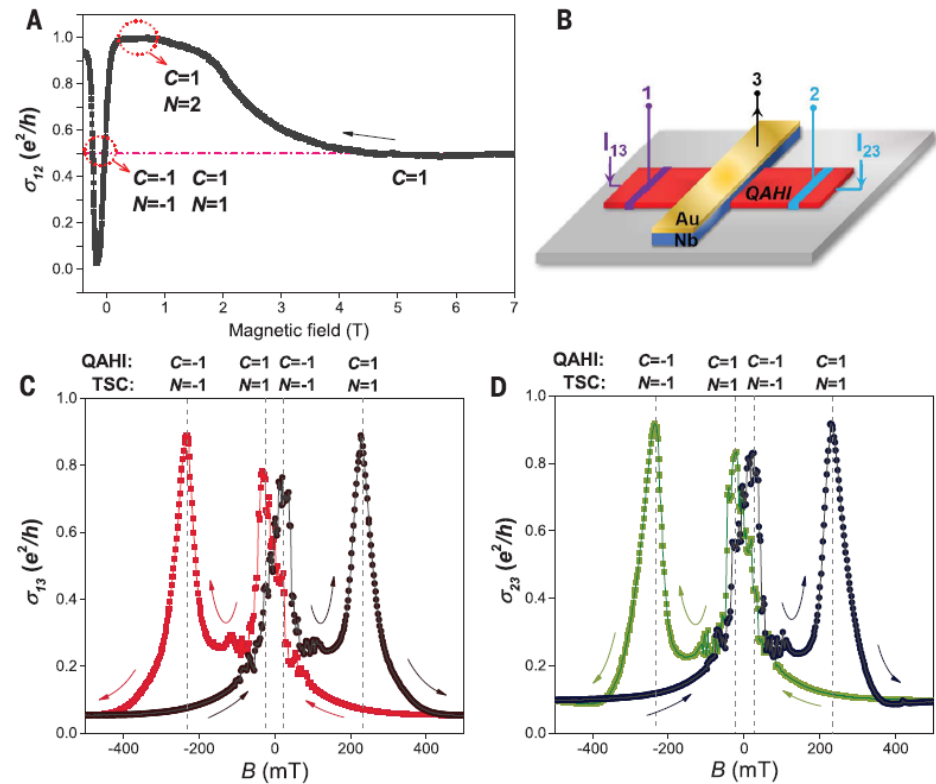 A
σ12 (e²/h)
1.0
0.8
0.6
0.4
0.2
0.0
C=1
N=2
C=-1 C=1
N=-1 N=1
C=1
0 1 2 3 4 5 6 7
Magnetic field (T)
B
1
3
2
I13
I23
QAHI
Au
Nb
QAHI: C=-1 C=1 C=-1 C=1
TSC: N=-1 N=1 N=-1 N=1
C
σ13 (e²/h)
1.0
0.8
0.6
0.4
0.2
0.0
-400 -200 0 200 400
B (mT)
QAHI: C=-1 C=1 C=-1 C=1
TSC: N=-1 N=1 N=-1 N=1
D
σ23 (e²/h)
1.0
0.8
0.6
0.4
0.2
0.0
-400 -200 0 200 400
B (mT)